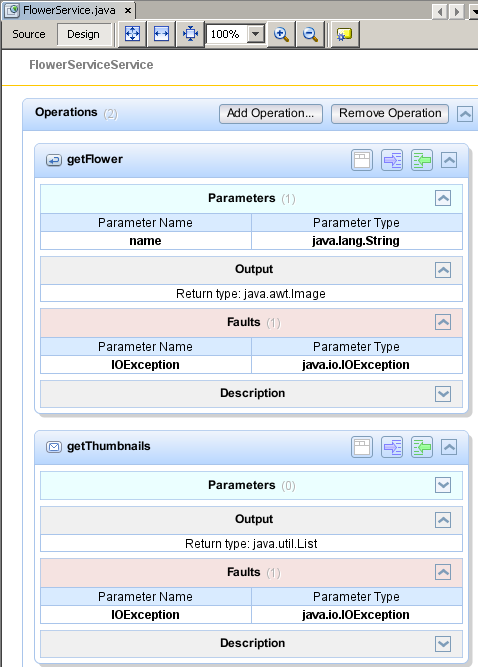 FlowerService.java x
Source Design 100%
FlowerServiceService
Operations (2) Add Operation... Remove Operation
getFlower
Parameters (1)
Parameter Name Parameter Type
name java.lang.String
Output
Return type: java.awt.Image
Faults (1)
Parameter Name Parameter Type
IOException java.io.IOException
Description
getThumbnails
Parameters (0)
Output
Return type: java.util.List
Faults (1)
Parameter Name Parameter Type
IOException java.io.IOException
Description